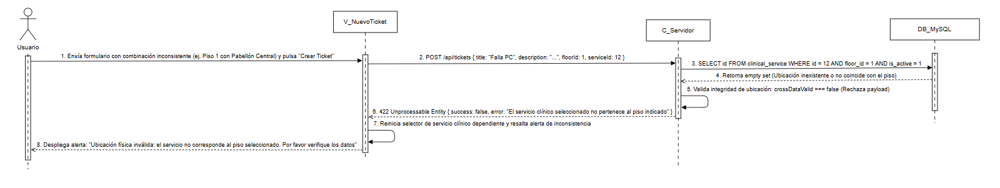 V_NuevoTicket
C_Servidor
DB_MySQL
Usuario
1. Envía formulario con combinación inconsistente (ej. Piso 1 con Pabellón Central) y pulsa "Crear Ticket"
2. POST /api/tickets { title: "Falla PC", description: "...", floorId: 1, serviceId: 12 }
3. SELECT id FROM clinical_service WHERE id = 12 AND floor_id = 1 AND is_active = 1
4. Retorna empty set (Ubicación inexistente o no coincide con el piso)
5. Valida integridad de ubicación: crossDataValid === false (Rechaza payload)
6. 422 Unprocessable Entity { success: false, error: "El servicio clínico seleccionado no pertenece al piso indicado" }
7. Reinicia selector de servicio clínico dependiente y resalta alerta de inconsistencia
8. Despliega alerta: "Ubicación física inválida: el servicio no corresponde al piso seleccionado. Por favor verifique los datos"